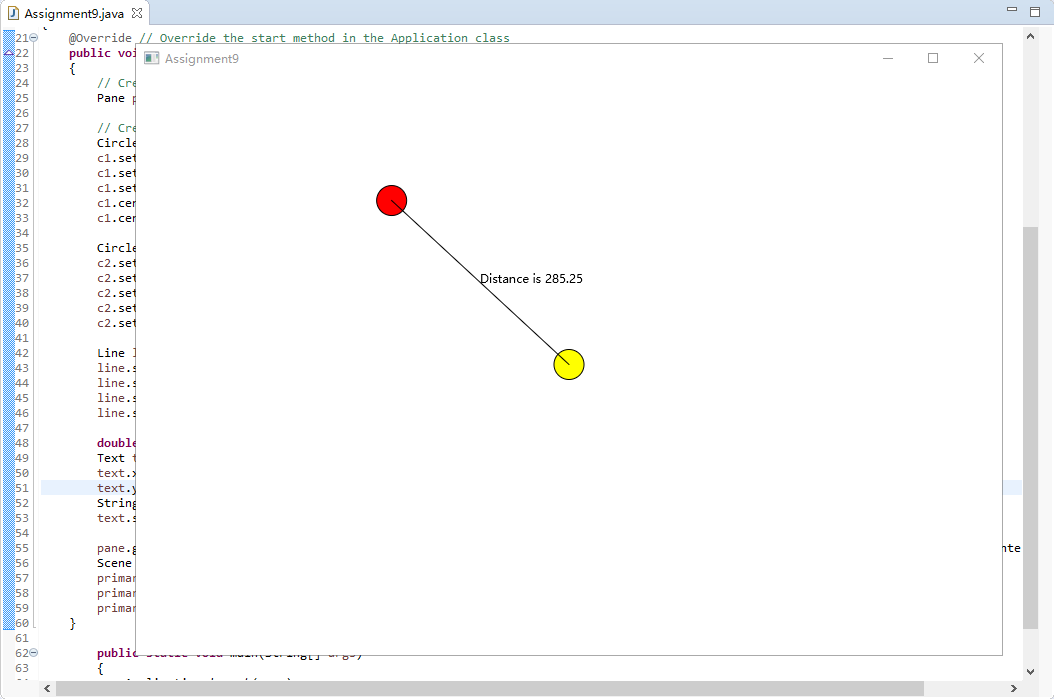 Assignment9.java
21 @Override // Override the start method in the Application class
22 public voi
Assignment9
23 {
24 // Cre
25 Pane p
26
27 // Cre
28 Circle
29 c1.set
30 c1.set
31 c1.set
32 c1.cen
33 c1.cen
34
35 Circle
36 c2.set
37 c2.set
38 c2.set
39 c2.set
40 c2.set
Distance is 285.25
41
42 Line l
43 line.s
44 line.s
45 line.s
46 line.s
47
48 double
49 Text t
50 text.x
51 text.y
52 String
53 text.s
54
55 pane.g nte
56 Scene
57 primar
58 primar
59 primar
60 }
61
62 public static void main(String[] args)
63 {